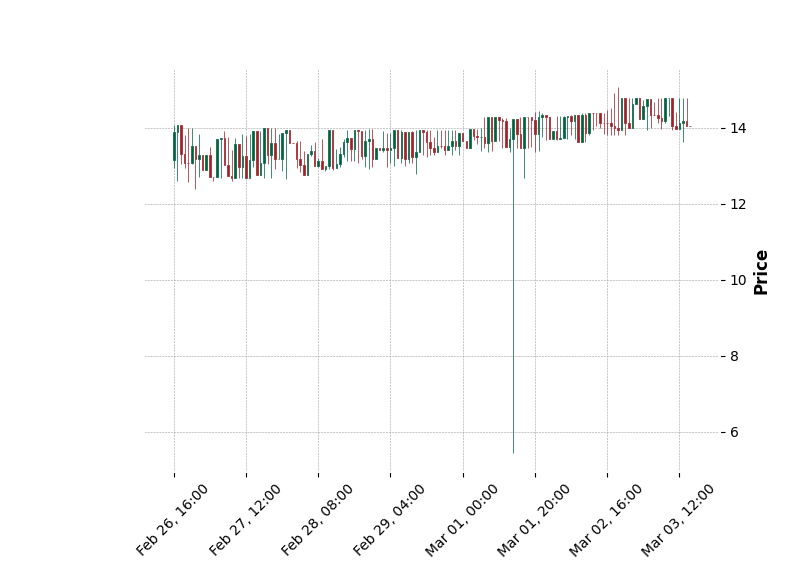 14
12
10
8
6
Price
Feb 26, 16:00
Feb 27, 12:00
Feb 28, 08:00
Feb 29, 04:00
Mar 01, 00:00
Mar 01, 20:00
Mar 02, 16:00
Mar 03, 12:00